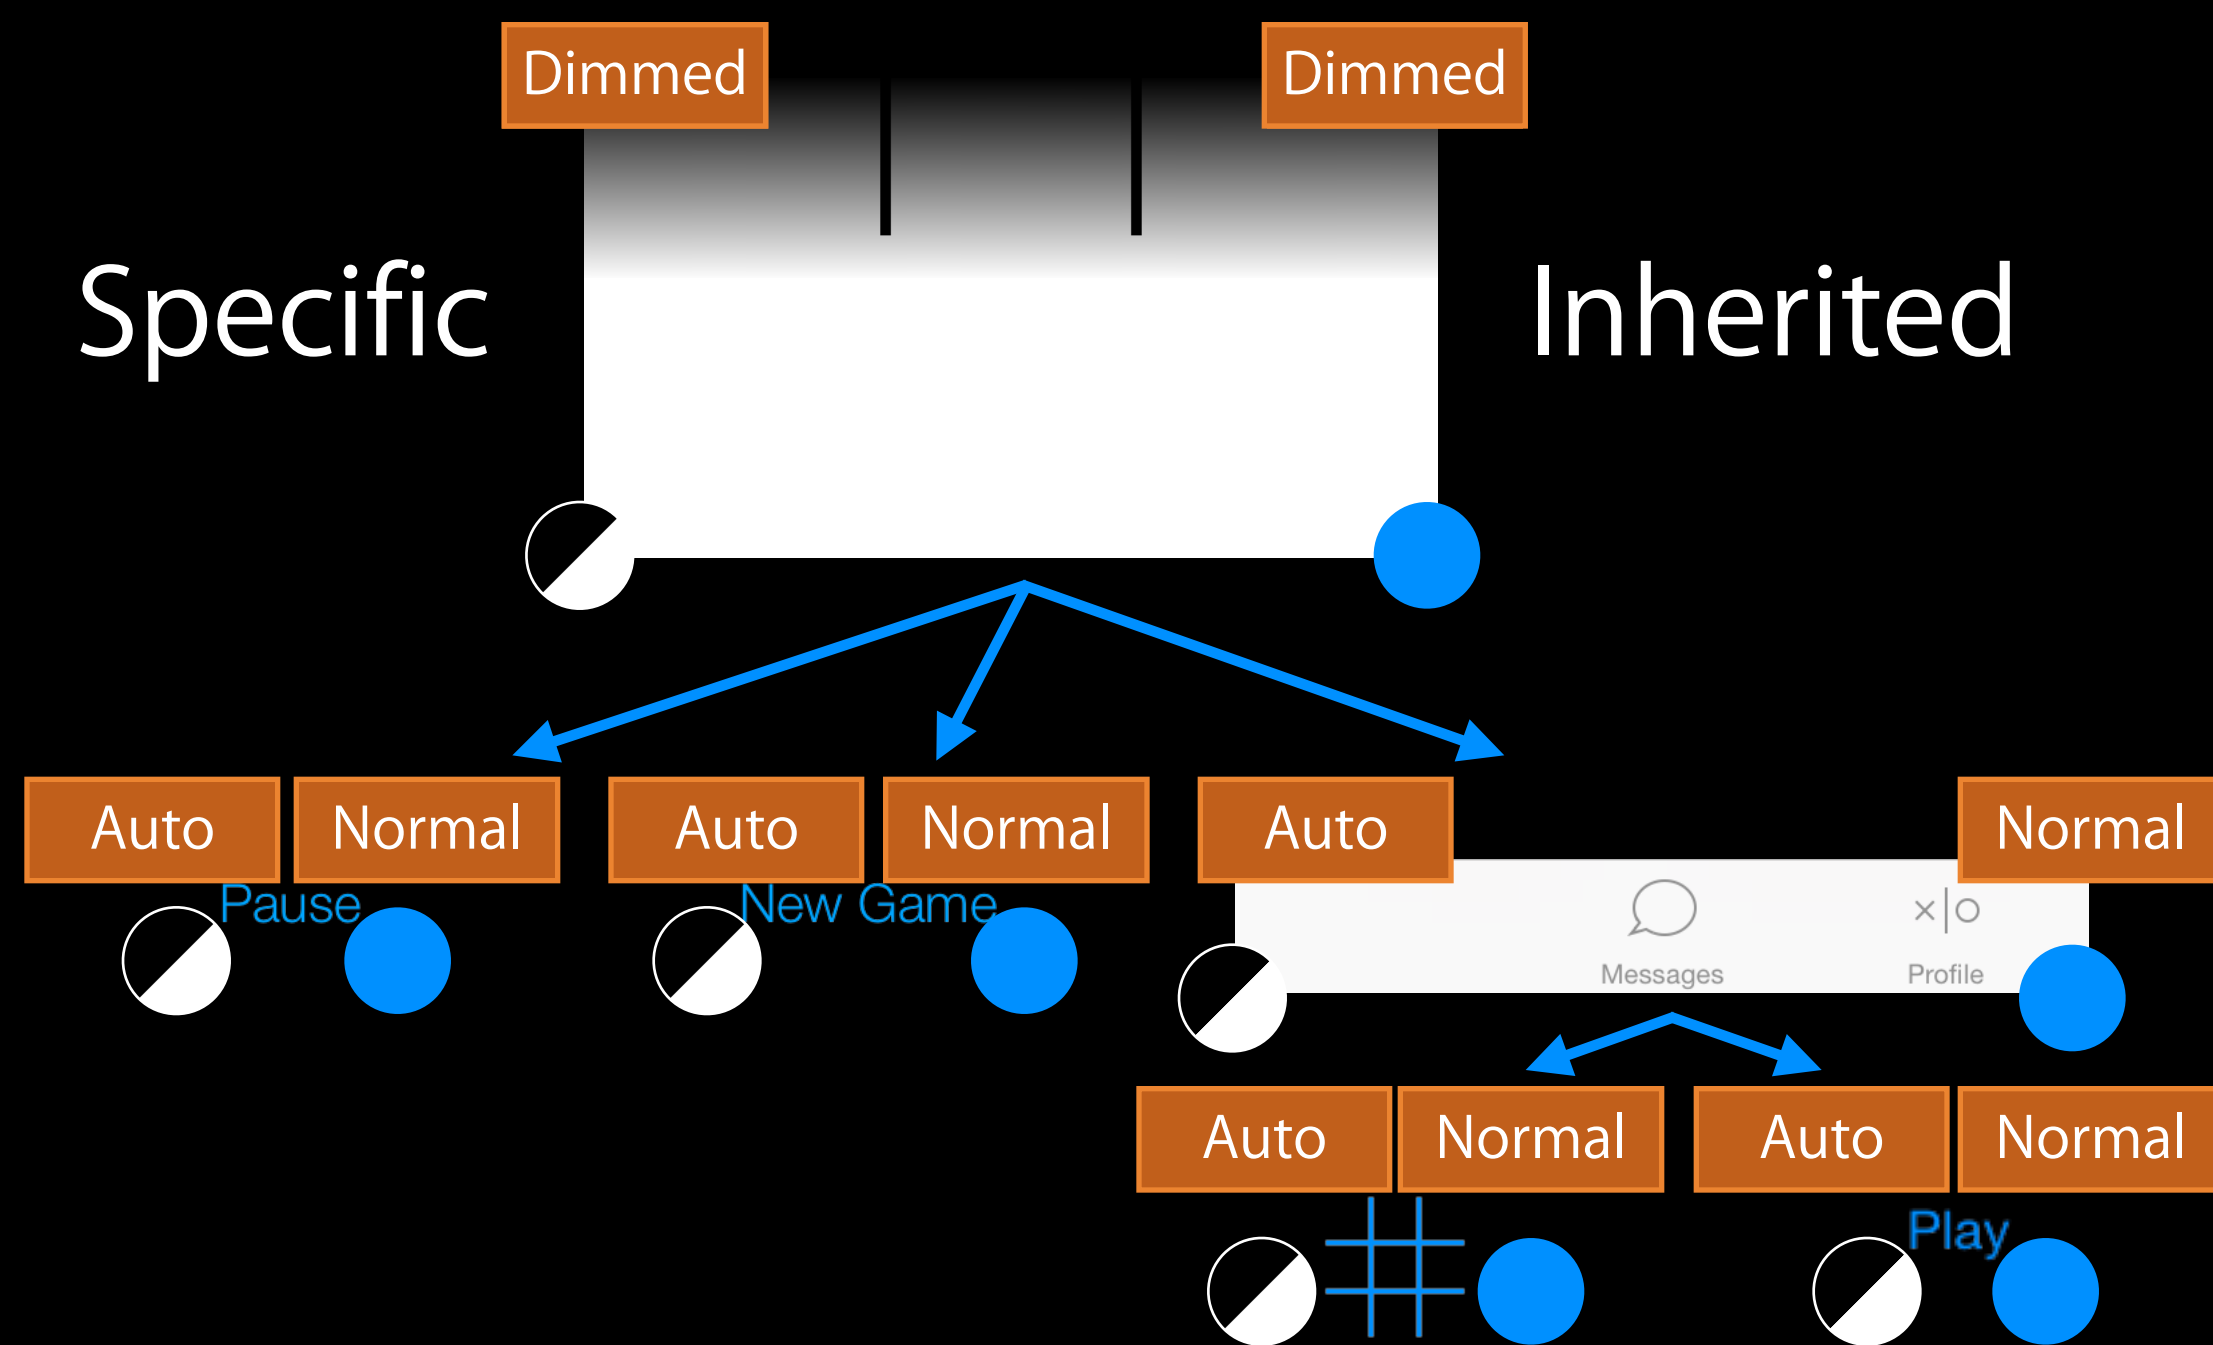 Dimmed
Dimmed
Specific
Inherited
Auto
Normal
Auto
Normal
Auto
Normal
Pause
New Game
Messages
Profile
Auto
Normal
Auto
Normal
Play